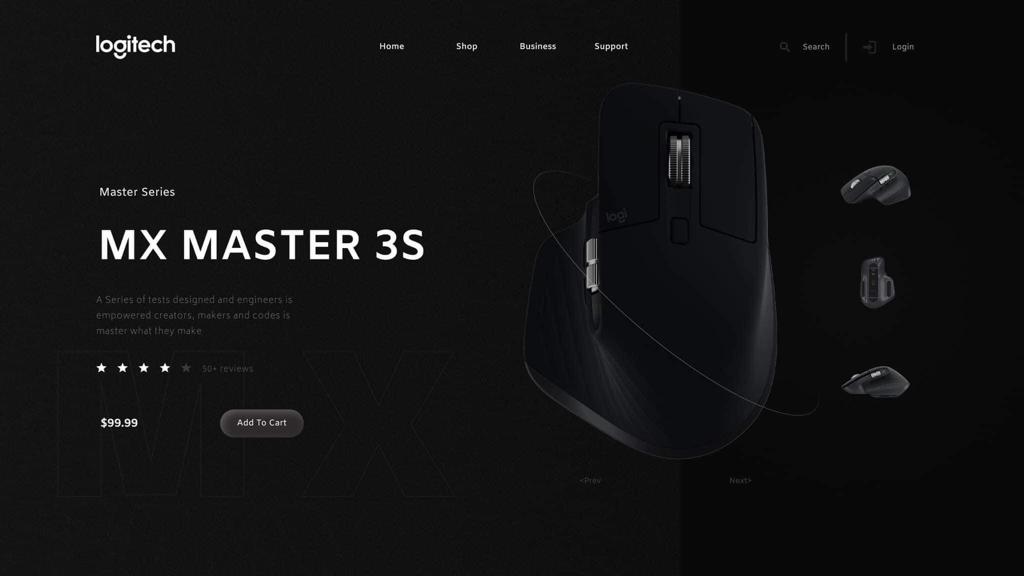 logitech
Home Shop Business Support Search Login
Master Series
MX MASTER 3S
A Series of tests designed and engineers is
empowered creators, makers and codes is
master what they make
50+ reviews
$99.99 Add To Cart
MX
logi
<Prev Next>